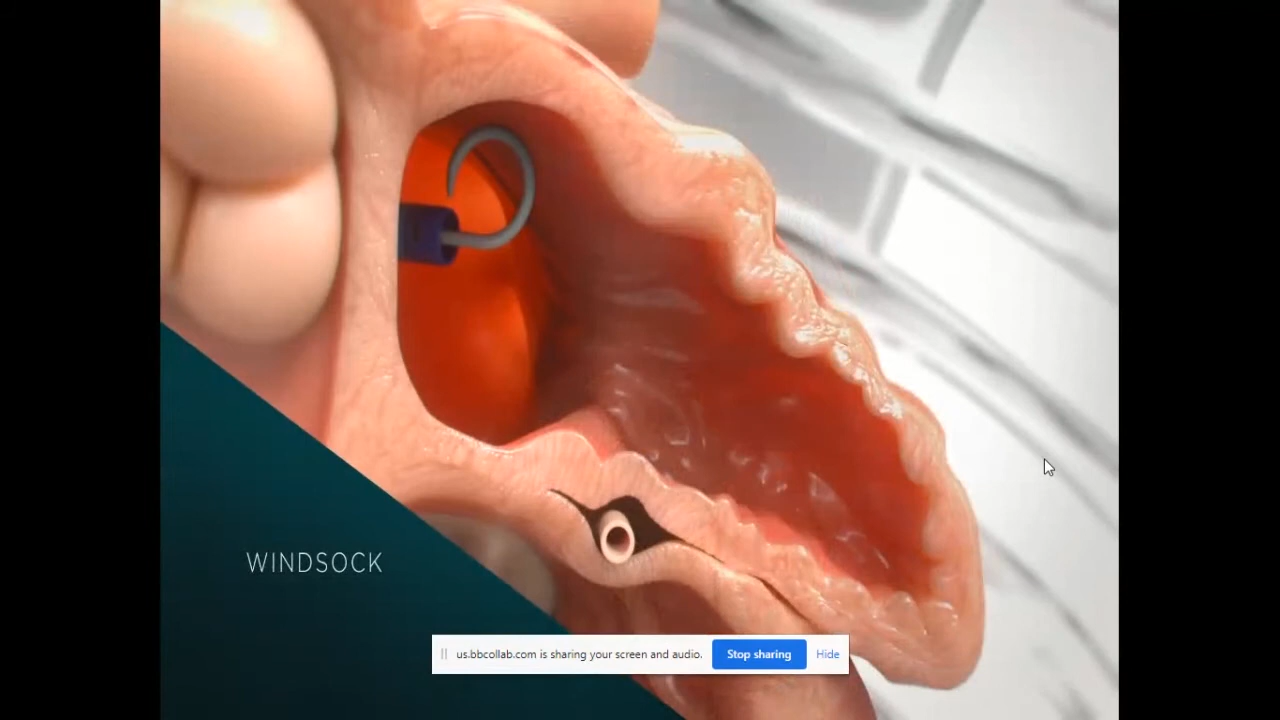 WINDSOCK
us.bbcollab.com is sharing your screen and audio.
Stop sharing
Hide